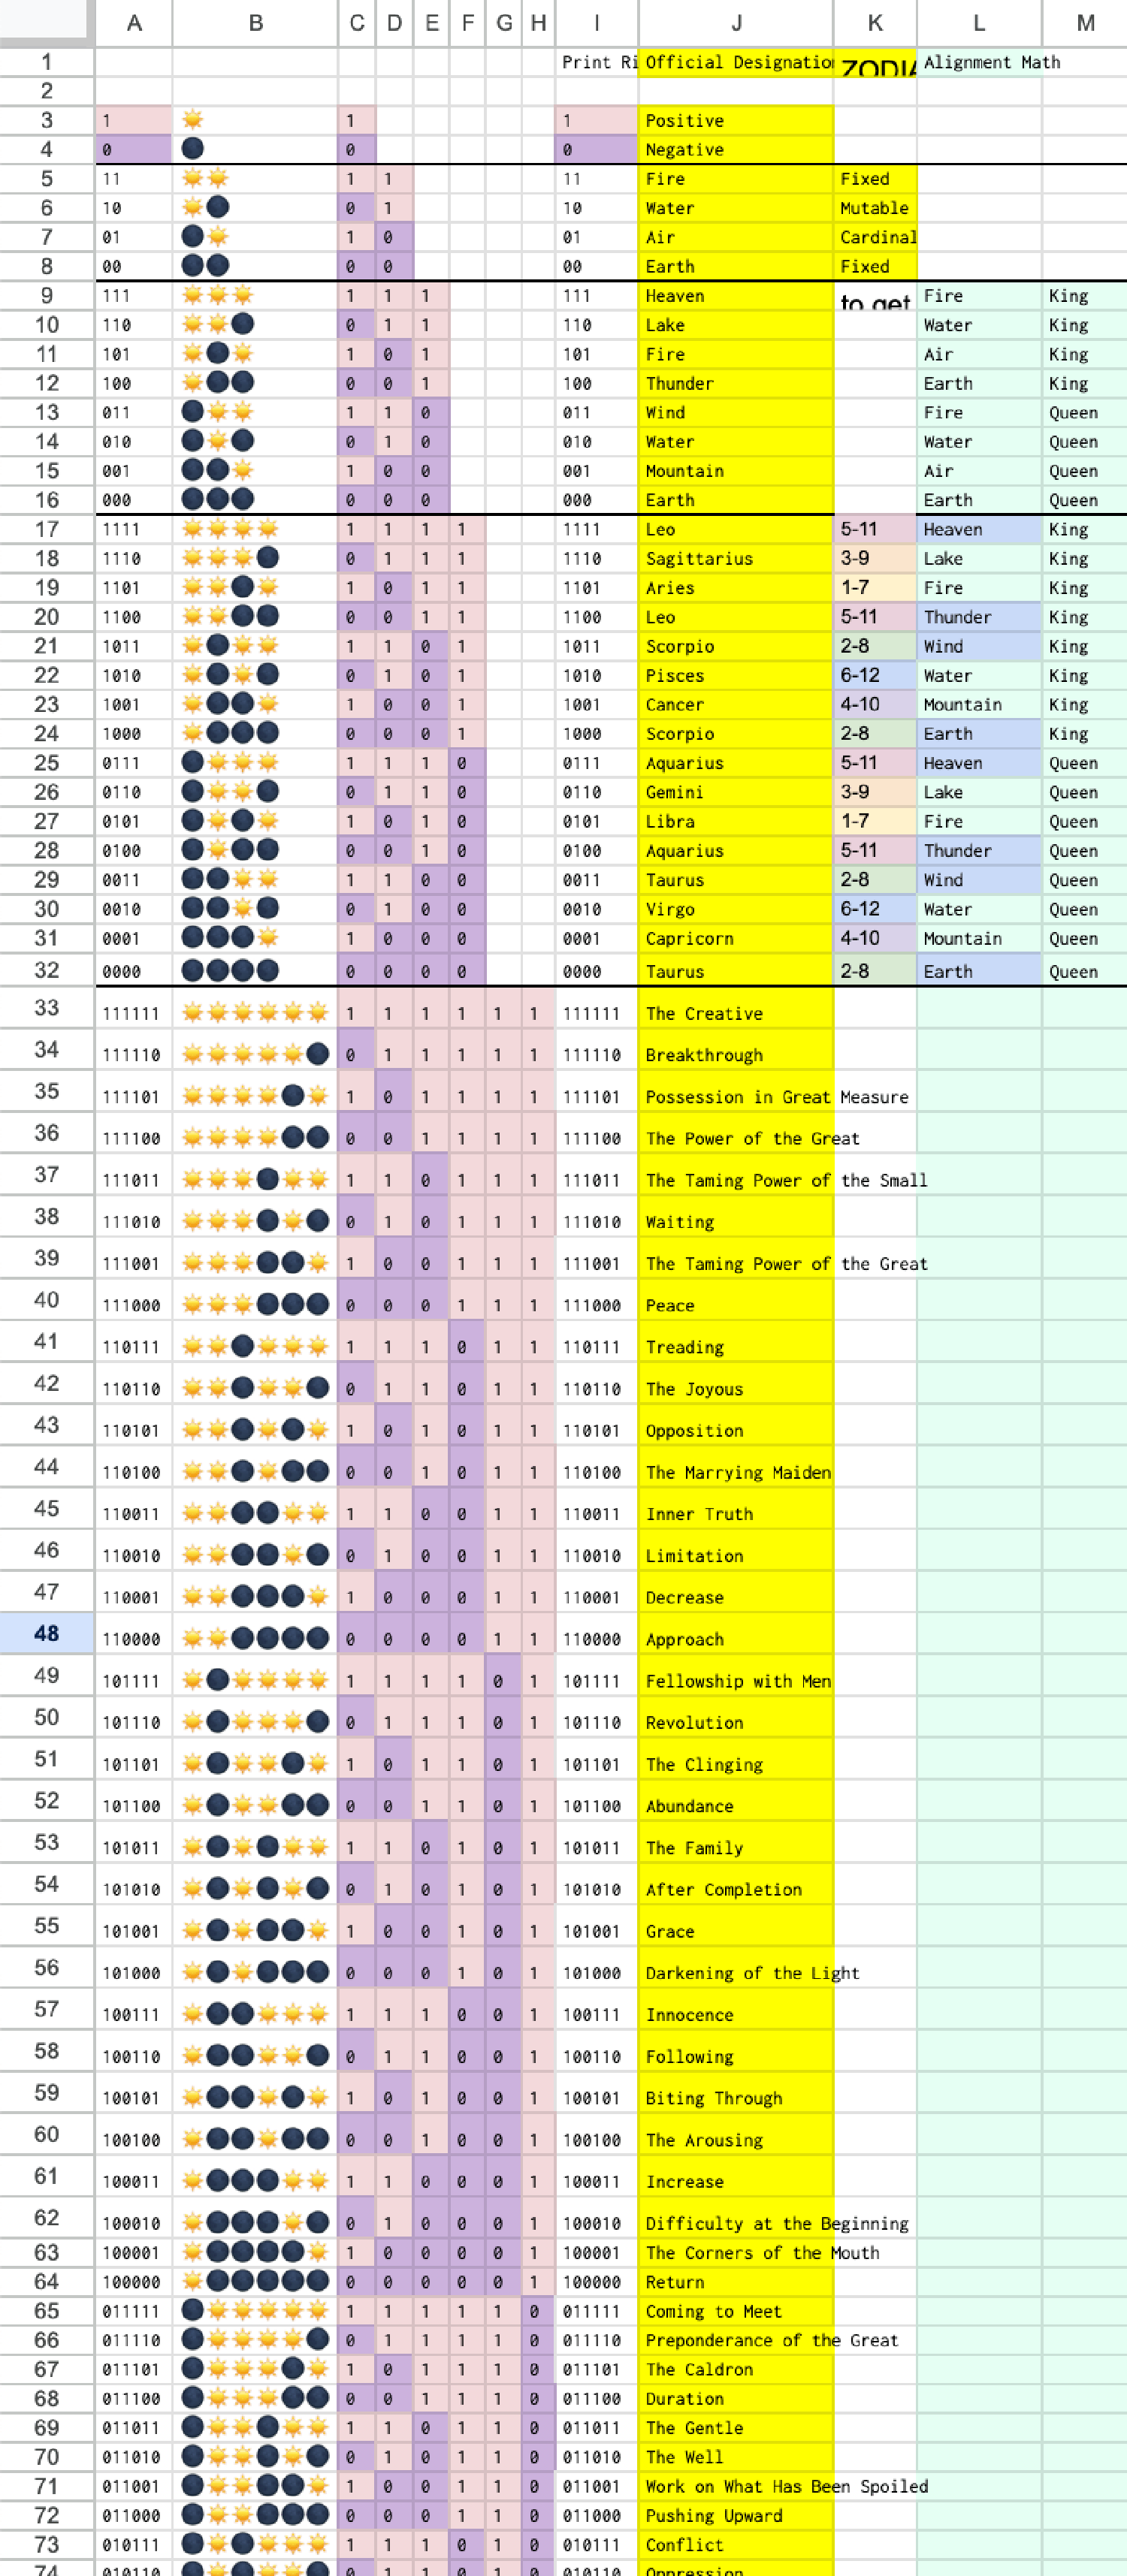 A B C D E F G H I J K L M
1 Print Ri Official Designation ZODIA Alignment Math
2
3 1 1 1 Positive
4 0 0 0 Negative
5 11 1 1 11 Fire Fixed
6 10 0 1 10 Water Mutable
7 01 1 0 01 Air Cardinal
8 00 0 0 00 Earth Fixed
9 111 1 1 1 111 Heaven to get Fire King
10 110 0 1 1 110 Lake Water King
11 101 1 0 1 101 Fire Air King
12 100 0 0 1 100 Thunder Earth King
13 011 1 1 0 011 Wind Fire Queen
14 010 0 1 0 010 Water Water Queen
15 001 1 0 0 001 Mountain Air Queen
16 000 0 0 0 000 Earth Earth Queen
17 1111 1 1 1 1 1111 Leo 5-11 Heaven King
18 1110 0 1 1 1 1110 Sagittarius 3-9 Lake King
19 1101 1 0 1 1 1101 Aries 1-7 Fire King
20 1100 0 0 1 1 1100 Leo 5-11 Thunder King
21 1011 1 1 0 1 1011 Scorpio 2-8 Wind King
22 1010 0 1 0 1 1010 Pisces 6-12 Water King
23 1001 1 0 0 1 1001 Cancer 4-10 Mountain King
24 1000 0 0 0 1 1000 Scorpio 2-8 Earth King
25 0111 1 1 1 0 0111 Aquarius 5-11 Heaven Queen
26 0110 0 1 1 0 0110 Gemini 3-9 Lake Queen
27 0101 1 0 1 0 0101 Libra 1-7 Fire Queen
28 0100 0 0 1 0 0100 Aquarius 5-11 Thunder Queen
29 0011 1 1 0 0 0011 Taurus 2-8 Wind Queen
30 0010 0 1 0 0 0010 Virgo 6-12 Water Queen
31 0001 1 0 0 0 0001 Capricorn 4-10 Mountain Queen
32 0000 0 0 0 0 0000 Taurus 2-8 Earth Queen
33 111111 1 1 1 1 1 1 111111 The Creative
34 111110 0 1 1 1 1 1 111110 Breakthrough
35 111101 1 0 1 1 1 1 111101 Possession in Great Measure
36 111100 0 0 1 1 1 1 111100 The Power of the Great
37 111011 1 1 0 1 1 1 111011 The Taming Power of the Small
38 111010 0 1 0 1 1 1 111010 Waiting
39 111001 1 0 0 1 1 1 111001 The Taming Power of the Great
40 111000 0 0 0 1 1 1 111000 Peace
41 110111 1 1 1 0 1 1 110111 Treading
42 110110 0 1 1 0 1 1 110110 The Joyous
43 110101 1 0 1 0 1 1 110101 Opposition
44 110100 0 0 1 0 1 1 110100 The Marrying Maiden
45 110011 1 1 0 0 1 1 110011 Inner Truth
46 110010 0 1 0 0 1 1 110010 Limitation
47 110001 1 0 0 0 1 1 110001 Decrease
48 110000 0 0 0 0 1 1 110000 Approach
49 101111 1 1 1 1 0 1 101111 Fellowship with Men
50 101110 0 1 1 1 0 1 101110 Revolution
51 101101 1 0 1 1 0 1 101101 The Clinging
52 101100 0 0 1 1 0 1 101100 Abundance
53 101011 1 1 0 1 0 1 101011 The Family
54 101010 0 1 0 1 0 1 101010 After Completion
55 101001 1 0 0 1 0 1 101001 Grace
56 101000 0 0 0 1 0 1 101000 Darkening of the Light
57 100111 1 1 1 0 0 1 100111 Innocence
58 100110 0 1 1 0 0 1 100110 Following
59 100101 1 0 1 0 0 1 100101 Biting Through
60 100100 0 0 1 0 0 1 100100 The Arousing
61 100011 1 1 0 0 0 1 100011 Increase
62 100010 0 1 0 0 0 1 100010 Difficulty at the Beginning
63 100001 1 0 0 0 0 1 100001 The Corners of the Mouth
64 100000 0 0 0 0 0 1 100000 Return
65 011111 1 1 1 1 1 0 011111 Coming to Meet
66 011110 0 1 1 1 1 0 011110 Preponderance of the Great
67 011101 1 0 1 1 1 0 011101 The Caldron
68 011100 0 0 1 1 1 0 011100 Duration
69 011011 1 1 0 1 1 0 011011 The Gentle
70 011010 0 1 0 1 1 0 011010 The Well
71 011001 1 0 0 1 1 0 011001 Work on What Has Been Spoiled
72 011000 0 0 0 1 1 0 011000 Pushing Upward
73 010111 1 1 1 0 1 0 010111 Conflict
74 010110 0 1 1 0 1 0 010110 Oppression